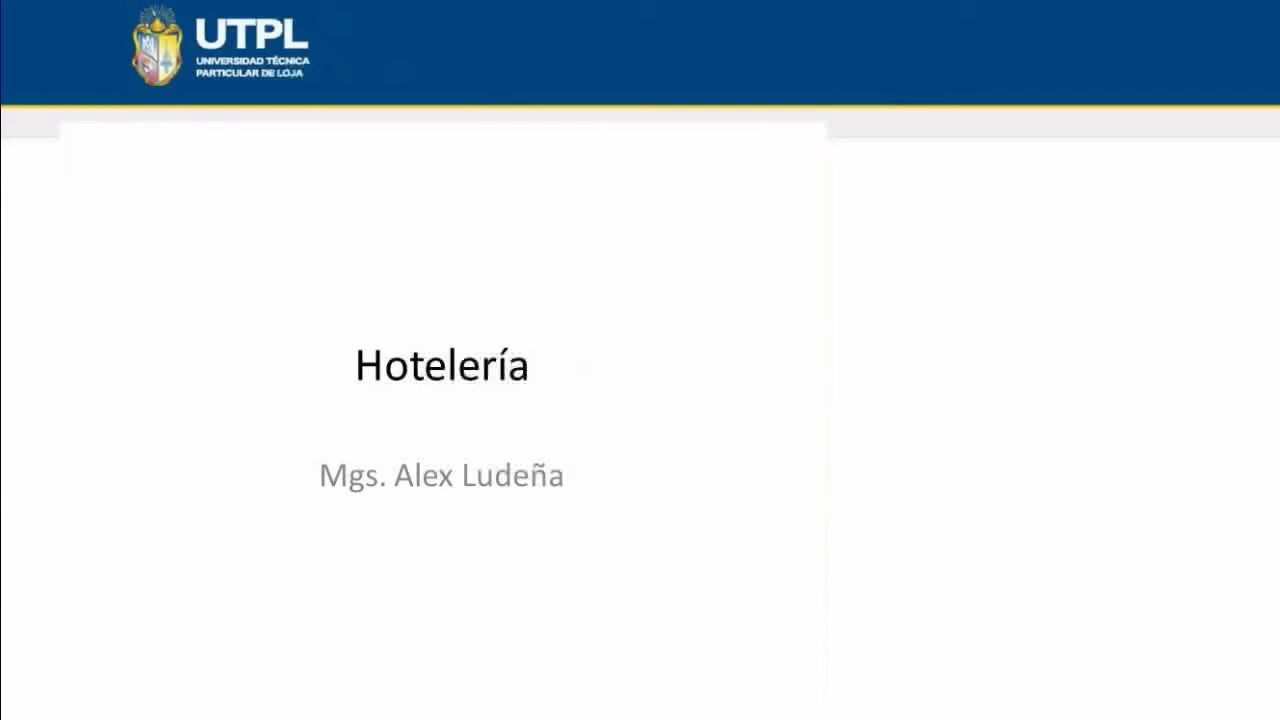 UTPL
UNIVERSIDAD TÉCNICA
PARTICULAR DE LOJA
Hotelería
Mgs. Alex Ludeña